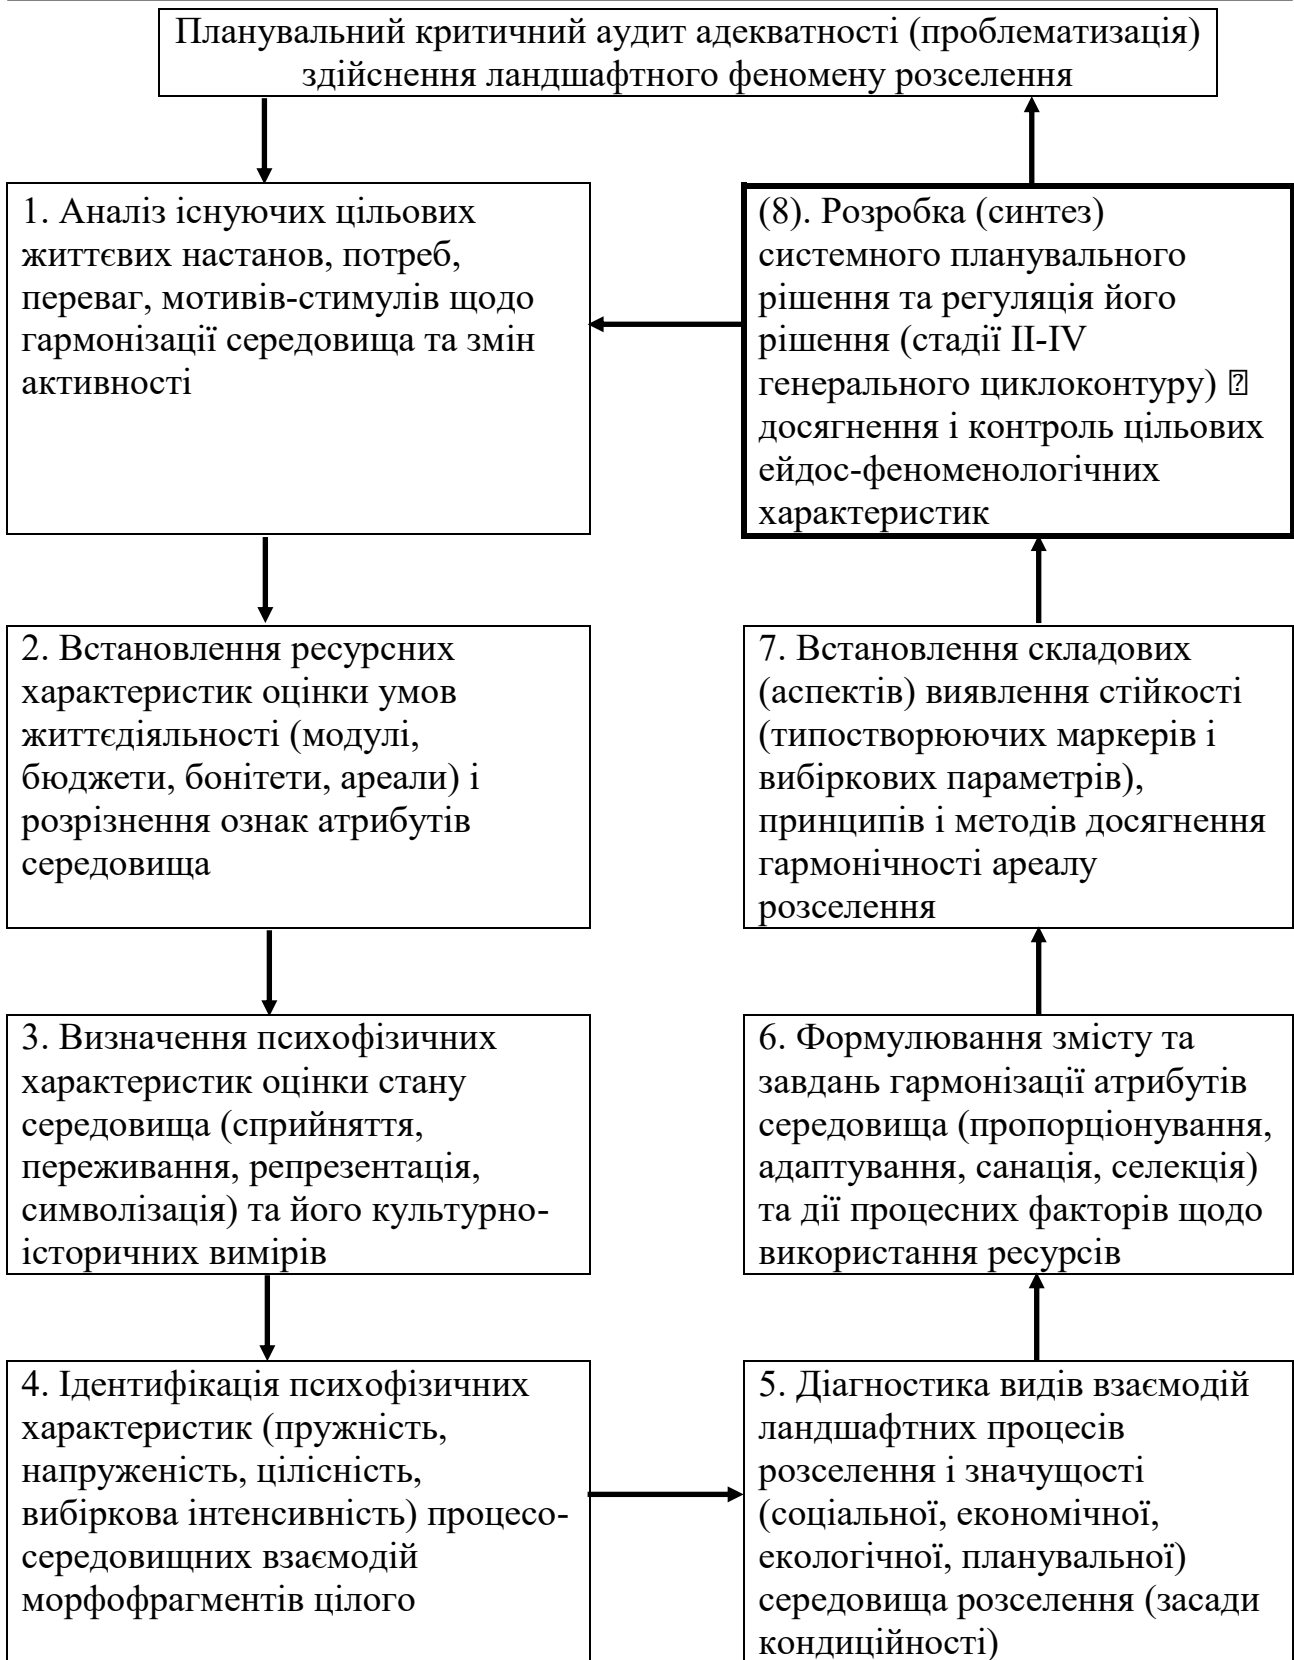 Планувальний критичний аудит адекватності (проблематизація)
здійснення ландшафтного феномену розселення
1. Аналіз існуючих цільових
життєвих настанов, потреб,
переваг, мотивів-стимулів щодо
гармонізації середовища та змін
активності
(8). Розробка (синтез)
системного планувального
рішення та регуляція його
рішення (стадії II-IV
генерального циклоконтуру) ⍰
досягнення і контроль цільових
ейдос-феноменологічних
характеристик
2. Встановлення ресурсних
характеристик оцінки умов
життєдіяльності (модулі,
бюджети, бонітети, ареали) і
розрізнення ознак атрибутів
середовища
7. Встановлення складових
(аспектів) виявлення стійкості
(типостворюючих маркерів і
вибіркових параметрів),
принципів і методів досягнення
гармонічності ареалу
розселення
3. Визначення психофізичних
характеристик оцінки стану
середовища (сприйняття,
переживання, репрезентація,
символізація) та його культурно-
історичних вимірів
6. Формулювання змісту та
завдань гармонізації атрибутів
середовища (пропорціонування,
адаптування, санація, селекція)
та дії процесних факторів щодо
використання ресурсів
4. Ідентифікація психофізичних
характеристик (пружність,
напруженість, цілісність,
вибіркова інтенсивність) процесо-
середовищних взаємодій
морфофрагментів цілого
5. Діагностика видів взаємодій
ландшафтних процесів
розселення і значущості
(соціальної, економічної,
екологічної, планувальної)
середовища розселення (засади
кондиційності)